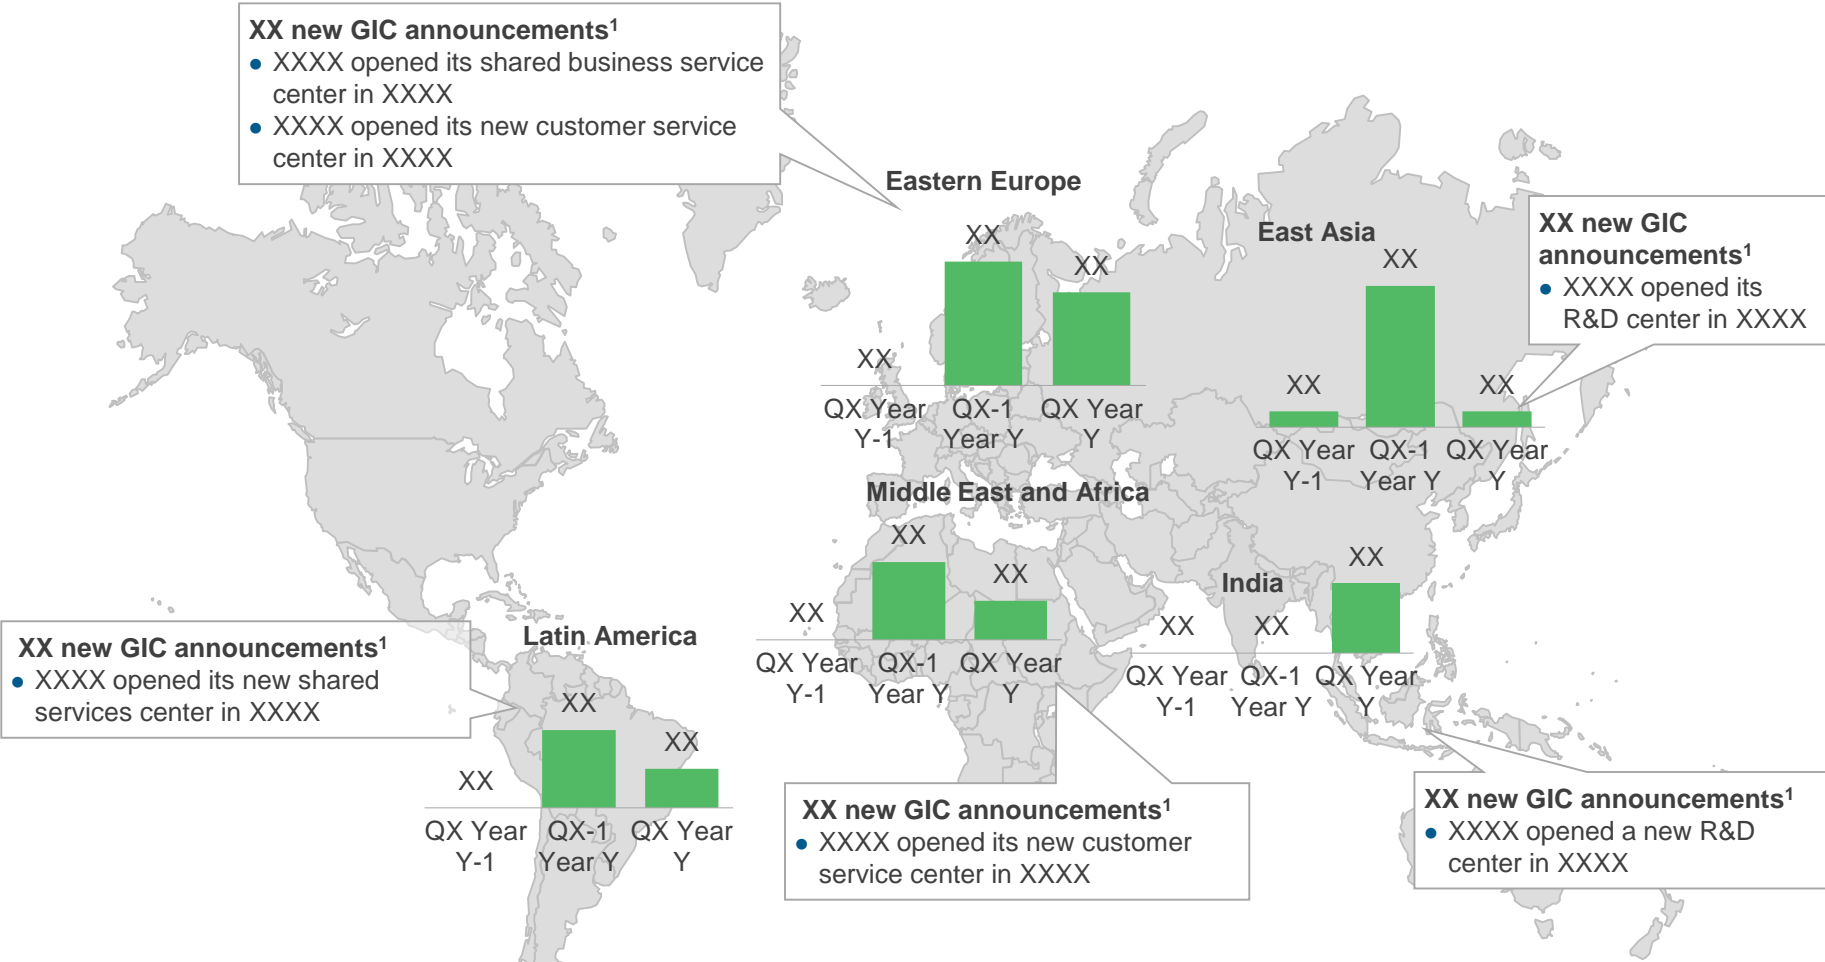 XX new GIC announcements¹
• XXXX opened its shared business service
center in XXXX
• XXXX opened its new customer service
center in XXXX
Eastern Europe
XX
XX
XX
QX Year Y-1
QX-1 Year Y
QX Year Y
East Asia
XX
XX
XX
QX Year Y-1
QX-1 Year Y
QX Year Y
XX new GIC
announcements¹
• XXXX opened its
R&D center in XXXX
Middle East and Africa
XX
XX
XX
QX Year Y-1
QX-1 Year Y
QX Year Y
India
XX
XX
XX
QX Year Y-1
QX-1 Year Y
QX Year Y
XX new GIC announcements¹
• XXXX opened its new shared
services center in XXXX
Latin America
XX
XX
XX
QX Year Y-1
QX-1 Year Y
QX Year Y
XX new GIC announcements¹
• XXXX opened its new customer
service center in XXXX
XX new GIC announcements¹
• XXXX opened a new R&D
center in XXXX